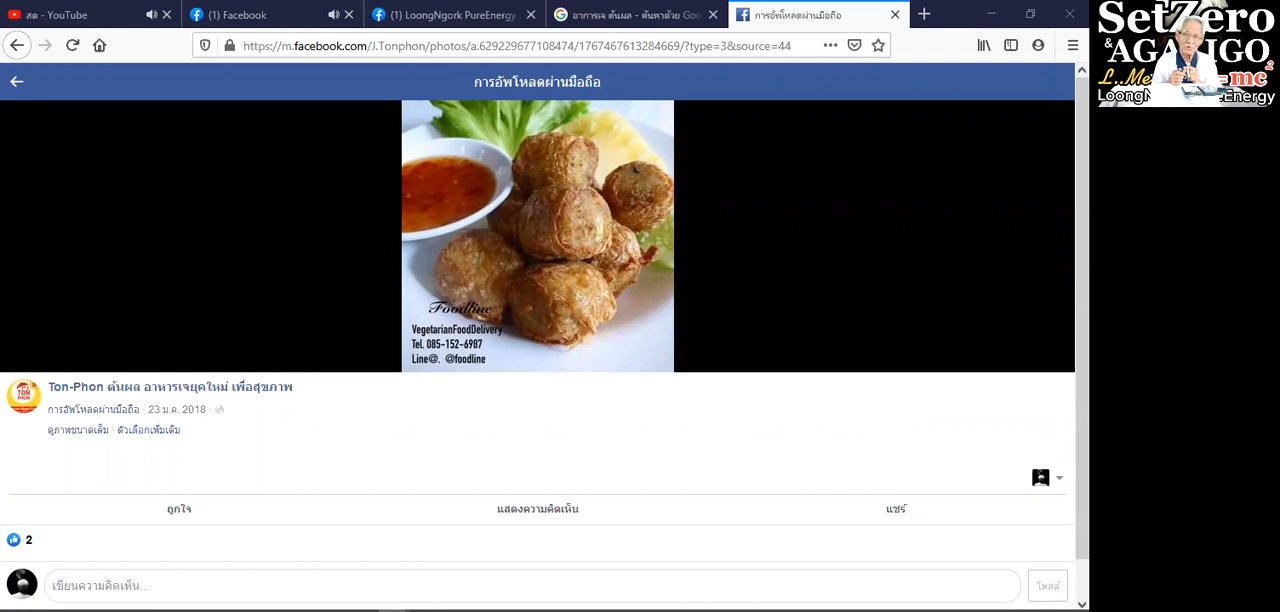 สด - YouTube
(1) Facebook
(1) LoongNgork PureEnergy
อาการเจ ต้นผล - ค้นหาด้วย Goo
การอัพโหลดผ่านมือถือ
https://m.facebook.com/J.Tonphon/photos/a.629229677108474/1767467613284669/?type=3&source=44
SetZero
& AGALIGO
L..Me =mc2
LoongN .Energy
การอัพโหลดผ่านมือถือ
Foodline
VegetarianFoodDelivery
Tel. 085-152-6987
Line@. @foodline
TON PHON
Ton-Phon ต้นผล อาหารเจยุคใหม่ เพื่อสุขภาพ
การอัพโหลดผ่านมือถือ · 23 ม.ค. 2018 ·
ดูภาพขนาดเต็ม · ตัวเลือกเพิ่มเติม
ถูกใจ
แสดงความคิดเห็น
แชร์
2
เขียนความคิดเห็น...
โพสต์